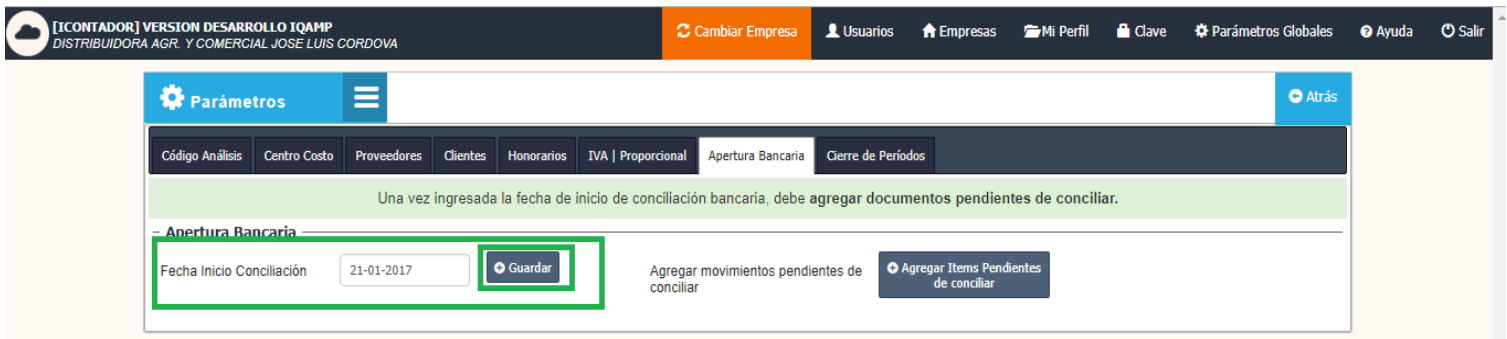 [ICONTADOR] VERSION DESARROLLO IQAMP
DISTRIBUIDORA AGR. Y COMERCIAL JOSE LUIS CORDOVA
Cambiar Empresa Usuarios Empresas Mi Perfil Clave Parámetros Globales Ayuda Salir
Parámetros
Atrás
Código Análisis Centro Costo Proveedores Clientes Honorarios IVA | Proporcional Apertura Bancaria Cierre de Períodos
Una vez ingresada la fecha de inicio de conciliación bancaria, debe agregar documentos pendientes de conciliar.
Apertura Bancaria
Fecha Inicio Conciliación 21-01-2017 Guardar
Agregar movimientos pendientes de
conciliar
Agregar Items Pendientes
de conciliar